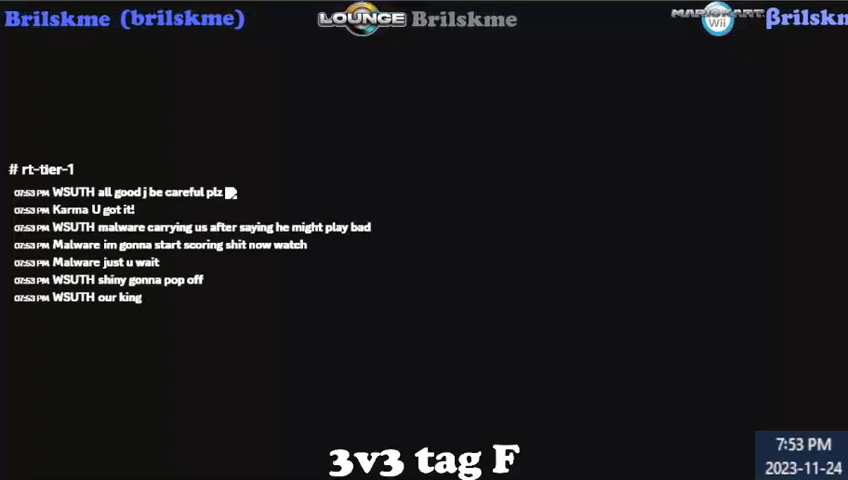 Brilskme (brilskme)
LOUNGE Brilskme
MARIOKART Wii βrilskm
# rt-tier-1
07:53 PM WSUTH all good j be careful plz
07:53 PM Karma U got it!
07:53 PM WSUTH malware carrying us after saying he might play bad
07:53 PM Malware im gonna start scoring shit now watch
07:53 PM Malware just u wait
07:53 PM WSUTH shiny gonna pop off
07:53 PM WSUTH our king
3v3 tag F
7:53 PM
2023-11-24